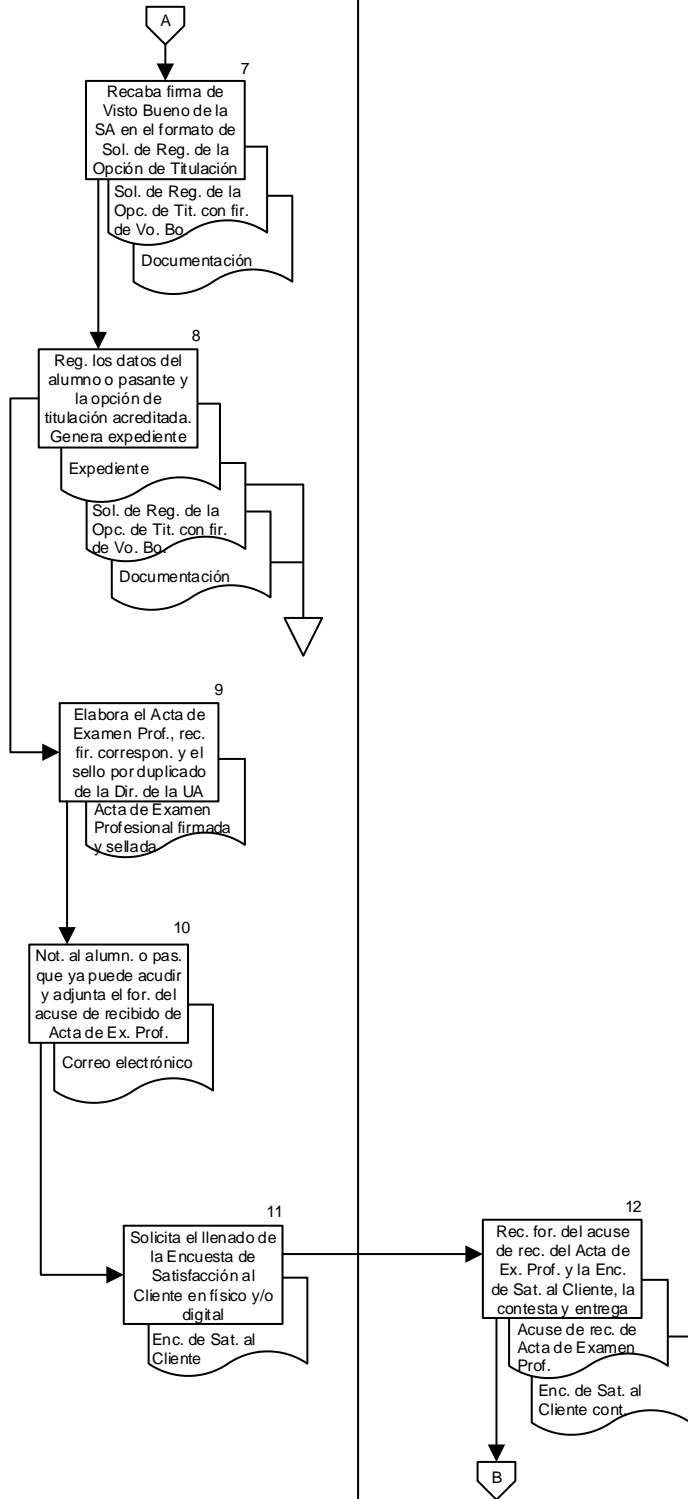 A
7
Recaba firma de
Visto Bueno de la
SA en el formato de
Sol. de Reg. de la
Opción de Titulación
Sol. de Reg. de la
Opc. de Tit. con fir.
de Vo. Bo.
Documentación
8
Reg. los datos del
alumno o pasante y
la opción de
titulación acreditada.
Genera expediente
Expediente
Sol. de Reg. de la
Opc. de Tit. con fir.
de Vo. Bo.
Documentación
9
Elabora el Acta de
Examen Prof., rec.
fir. correspon. y el
sello por duplicado
de la Dir. de la UA
Acta de Examen
Profesional firmada
y sellada
10
Not. al alumn. o pas.
que ya puede acudir
y adjunta el for. del
acuse de recibido de
Acta de Ex. Prof.
Correo electrónico
11
Solicita el llenado de
la Encuesta de
Satisfacción al
Cliente en físico y/o
digital
Enc. de Sat. al
Cliente
12
Rec. for. del acuse
de rec. del Acta de
Ex. Prof. y la Enc.
de Sat. al Cliente, la
contesta y entrega
Acuse de rec. de
Acta de Examen
Prof.
Enc. de Sat. al
Cliente cont.
B